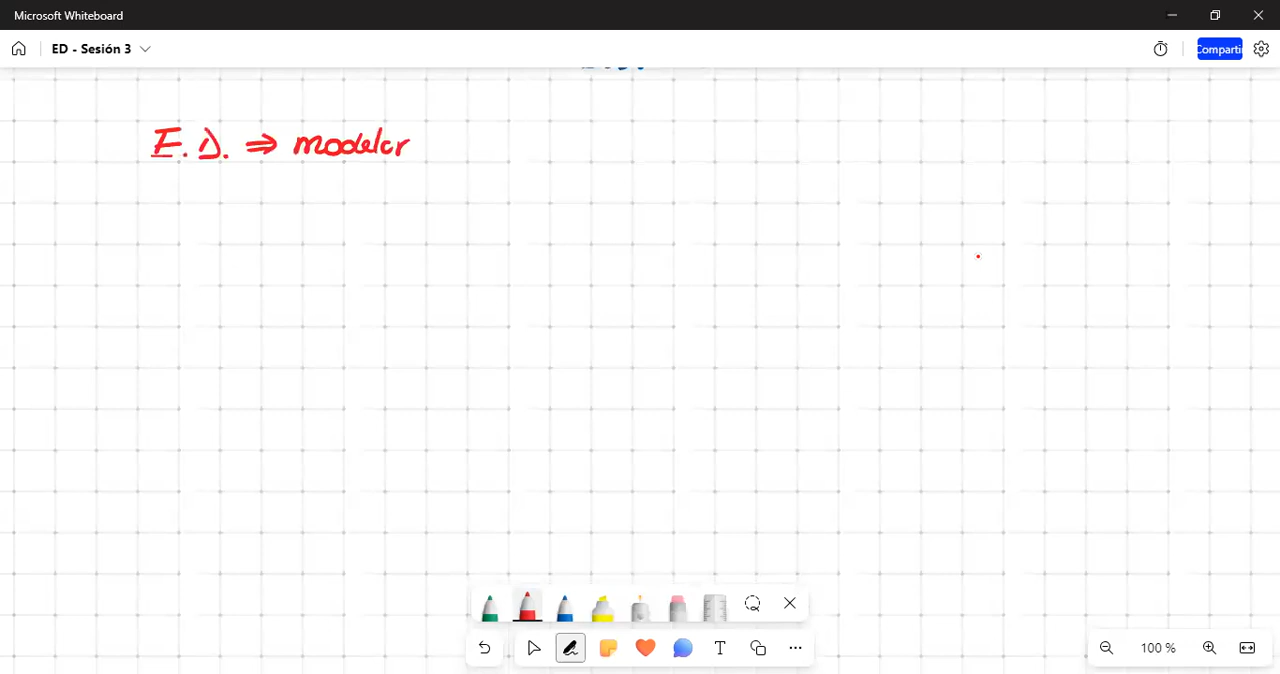 Microsoft Whiteboard
ED - Sesión 3
Comparti
E.D. ⇒ modelar
100 %